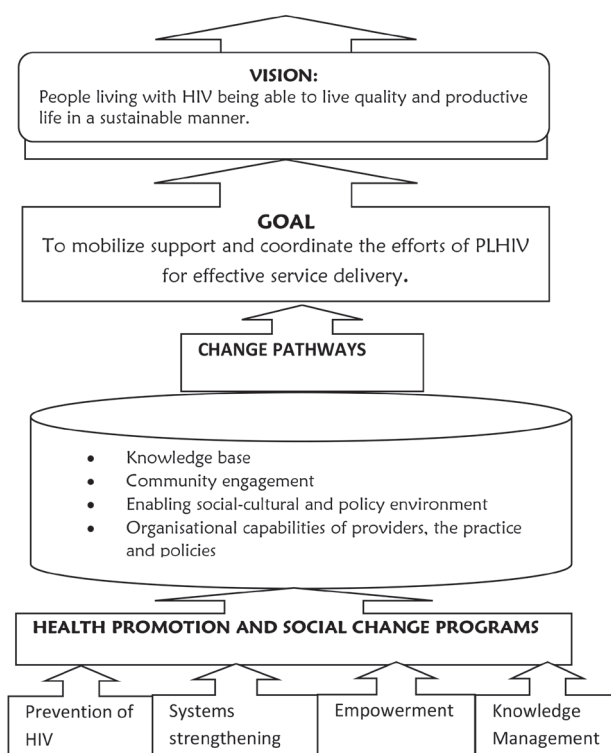 VISION:
People living with HIV being able to live quality and productive
life in a sustainable manner.
GOAL
To mobilize support and coordinate the efforts of PLHIV
for effective service delivery.
CHANGE PATHWAYS
• Knowledge base
• Community engagement
• Enabling social-cultural and policy environment
• Organisational capabilities of providers, the practice
and policies
HEALTH PROMOTION AND SOCIAL CHANGE PROGRAMS
Prevention of
HIV
Systems
strengthening
Empowerment
Knowledge
Management